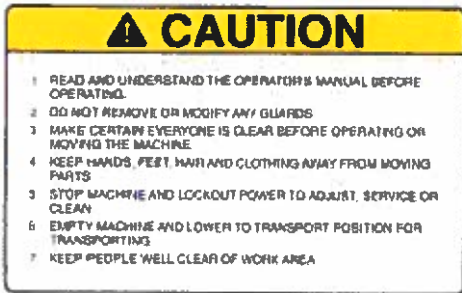 CAUTION
1 READ AND UNDERSTAND THE OPERATOR'S MANUAL BEFORE
OPERATING.
2 DO NOT REMOVE OR MODIFY ANY GUARDS
3 MAKE CERTAIN EVERYONE IS CLEAR BEFORE OPERATING OR
MOVING THE MACHINE
4 KEEP HANDS, FEET, HAIR AND CLOTHING AWAY FROM MOVING
PARTS
5 STOP MACHINE AND LOCKOUT POWER TO ADJUST, SERVICE OR
CLEAN
6 EMPTY MACHINE AND LOWER TO TRANSPORT POSITION FOR
TRANSPORTING
7 KEEP PEOPLE WELL CLEAR OF WORK AREA